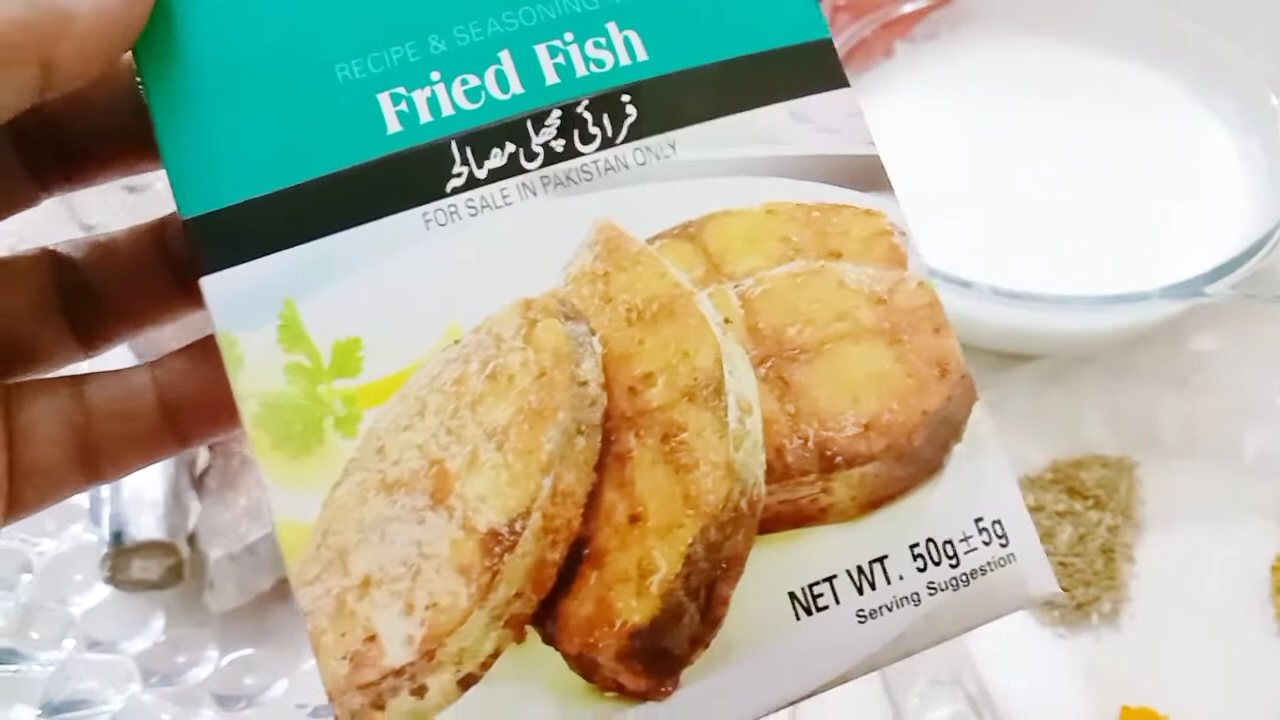 RECIPE & SEASONING
Fried Fish
فرائی مچھلی مصالحہ
FOR SALE IN PAKISTAN ONLY
NET WT. 50g±5g
Serving Suggestion